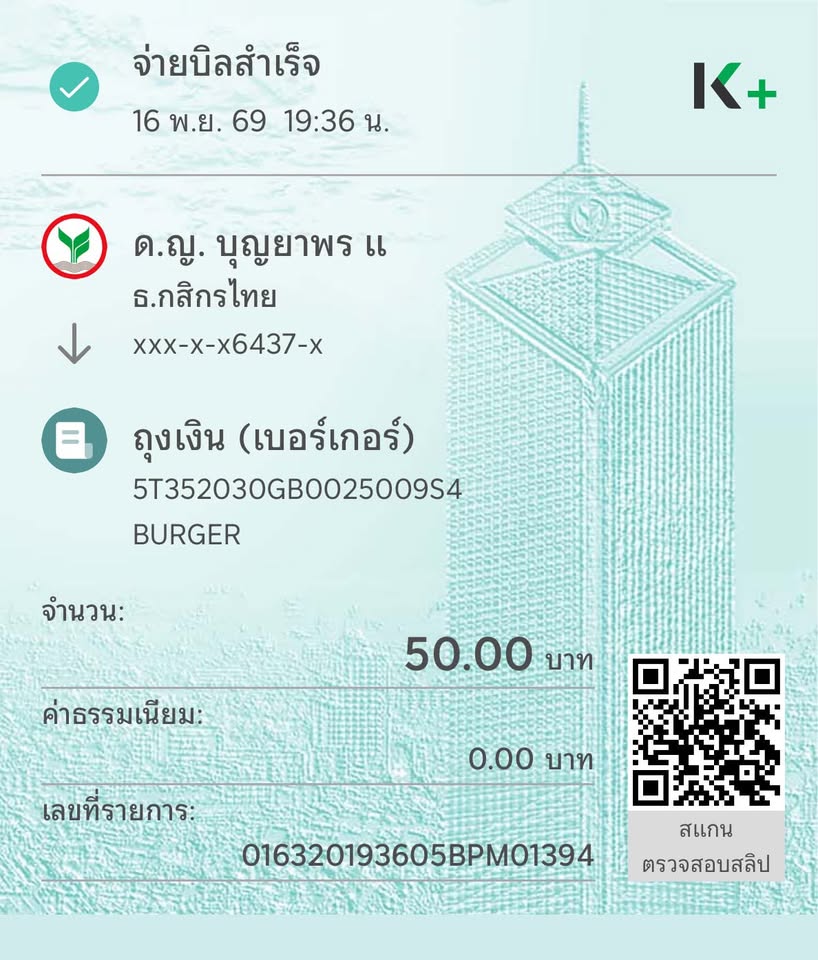 จ่ายบิลสำเร็จ
16 พ.ย. 69 19:36 น.
K+
ด.ญ. บุญยาพร แ
ธ.กสิกรไทย
xxx-x-x6437-x
ถุงเงิน (เบอร์เกอร์)
5T352030GB0025009S4
BURGER
จำนวน:
50.00 บาท
ค่าธรรมเนียม:
0.00 บาท
เลขที่รายการ:
016320193605BPM01394
สแกน
ตรวจสอบสลิป